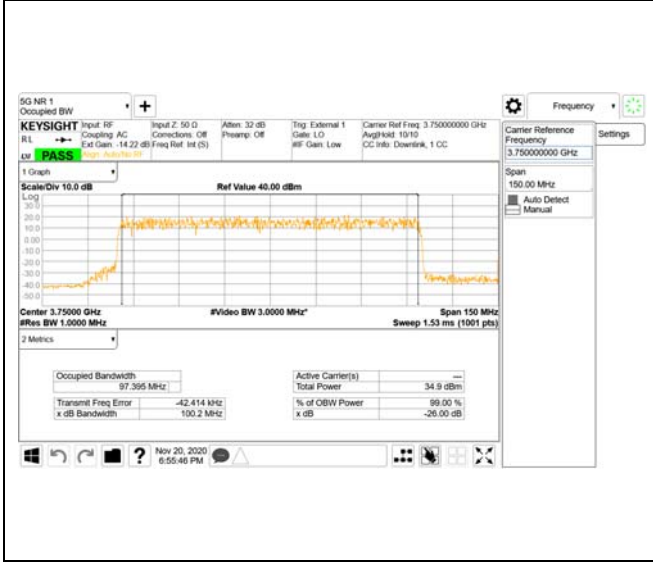 5G NR 1
Occupied BW
Frequency
KEYSIGHT
R L
PASS
Input: RF
Coupling: AC
Ext Gain: -14.22 dB
Align: Auto/No RF
Input Z: 50 Ω
Corrections: Off
Freq Ref: Int (S)
Atten: 32 dB
Preamp: Off
Trig: External 1
Gate: LO
#IF Gain: Low
Carrier Ref Freq: 3.750000000 GHz
Avg|Hold: 10/10
CC Info: Downlink, 1 CC
Carrier Reference
Frequency
3.750000000 GHz
Settings
Span
150.00 MHz
Auto Detect
Manual
1 Graph
Scale/Div 10.0 dB
Ref Value 40.00 dBm
Log
30.0
20.0
10.0
0.00
-10.0
-20.0
-30.0
-40.0
-50.0
Center 3.75000 GHz
#Video BW 3.0000 MHz*
Span 150 MHz
#Res BW 1.0000 MHz
Sweep 1.53 ms (1001 pts)
2 Metrics
Occupied Bandwidth
97.395 MHz
Active Carrier(s)
---
Total Power
34.9 dBm
Transmit Freq Error
-42.414 kHz
% of OBW Power
99.00 %
x dB Bandwidth
100.2 MHz
x dB
-26.00 dB
Nov 20, 2020
6:55:46 PM